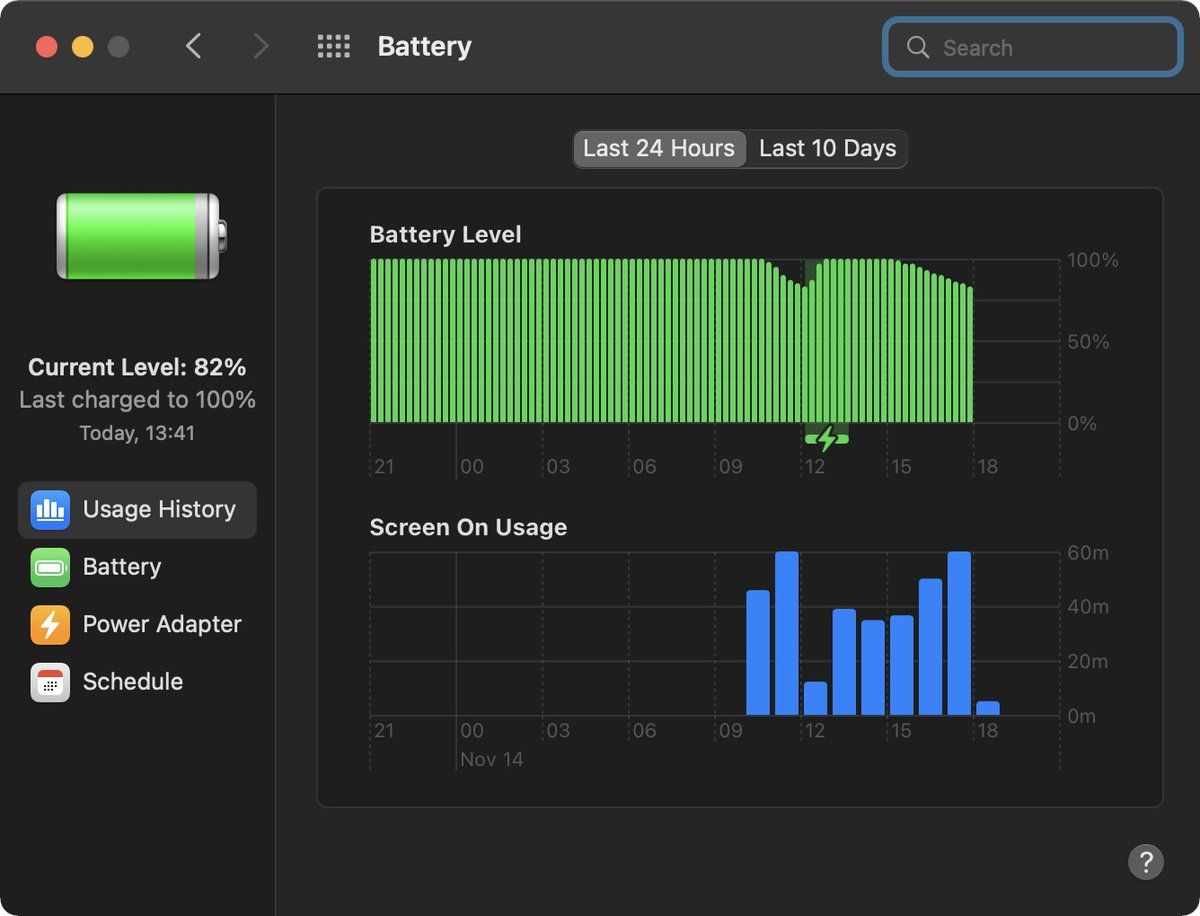 Battery
Search
Last 24 Hours Last 10 Days
Current Level: 82%
Last charged to 100%
Today, 13:41
Usage History
Battery
Power Adapter
Schedule
Battery Level
100%
50%
0%
21 00 03 06 09 12 15 18
Screen On Usage
60m
40m
20m
0m
21 00 03 06 09 12 15 18
Nov 14
?